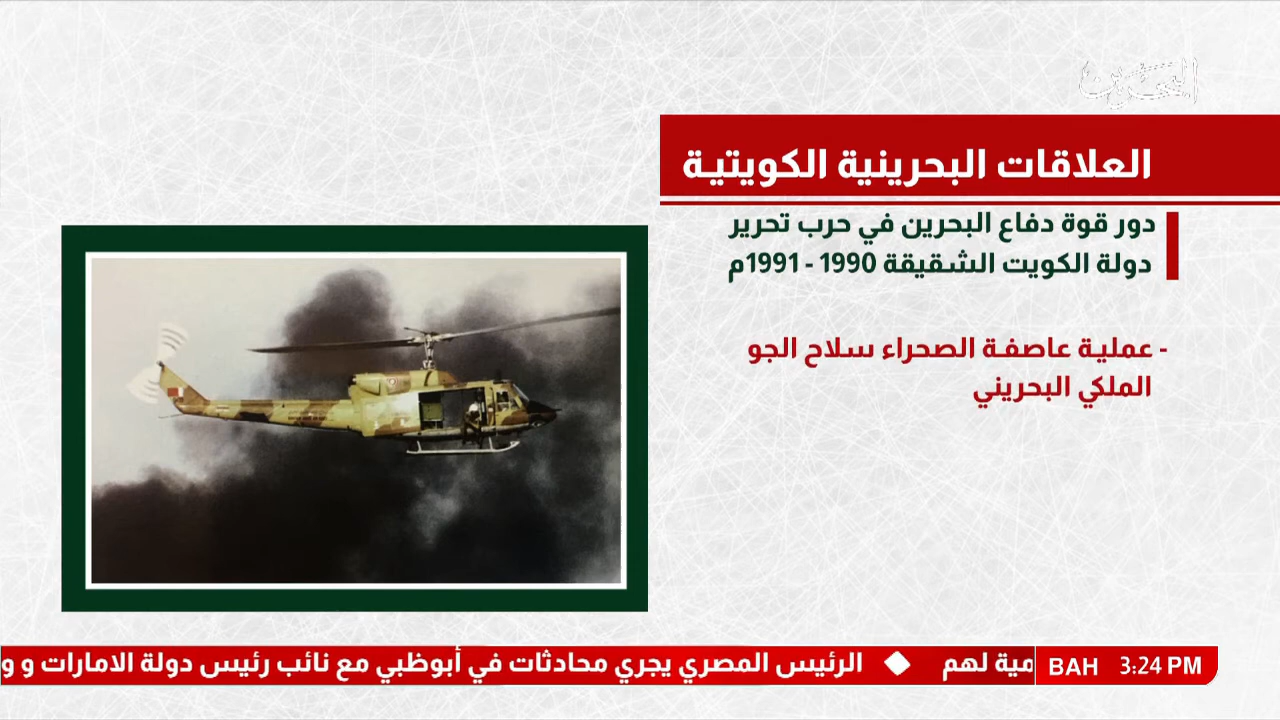 البحرين
العلاقات البحرينية الكويتية
دور قوة دفاع البحرين في حرب تحرير
دولة الكويت الشقيقة 1990 - 1991م
- عملية عاصفة الصحراء سلاح الجو
الملكي البحريني
مية لهم ◆ الرئيس المصري يجري محادثات في أبوظبي مع نائب رئيس دولة الامارات و و
BAH 3:24 PM